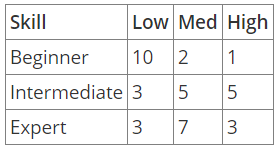 Skill Low Med High
Beginner 10 2 1
Intermediate 3 5 5
Expert 3 7 3